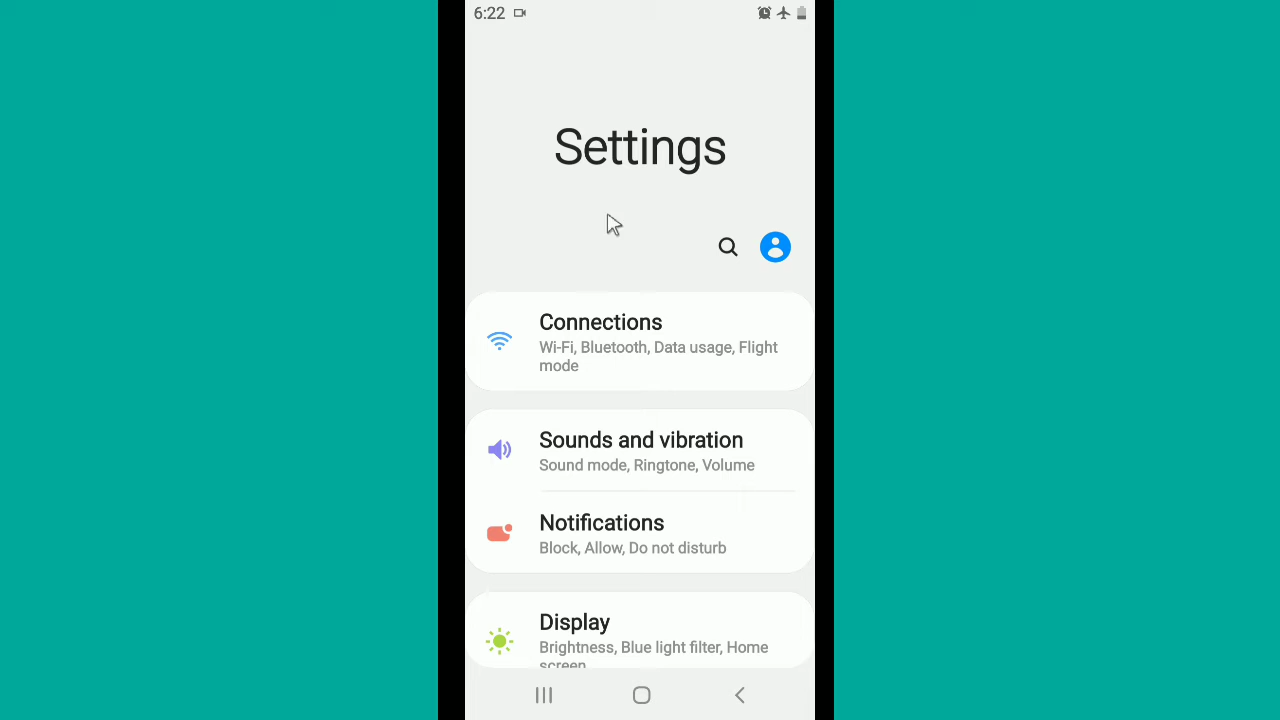 6:22
Settings
Connections
Wi-Fi, Bluetooth, Data usage, Flight
mode
Sounds and vibration
Sound mode, Ringtone, Volume
Notifications
Block, Allow, Do not disturb
Display
Brightness, Blue light filter, Home
screen